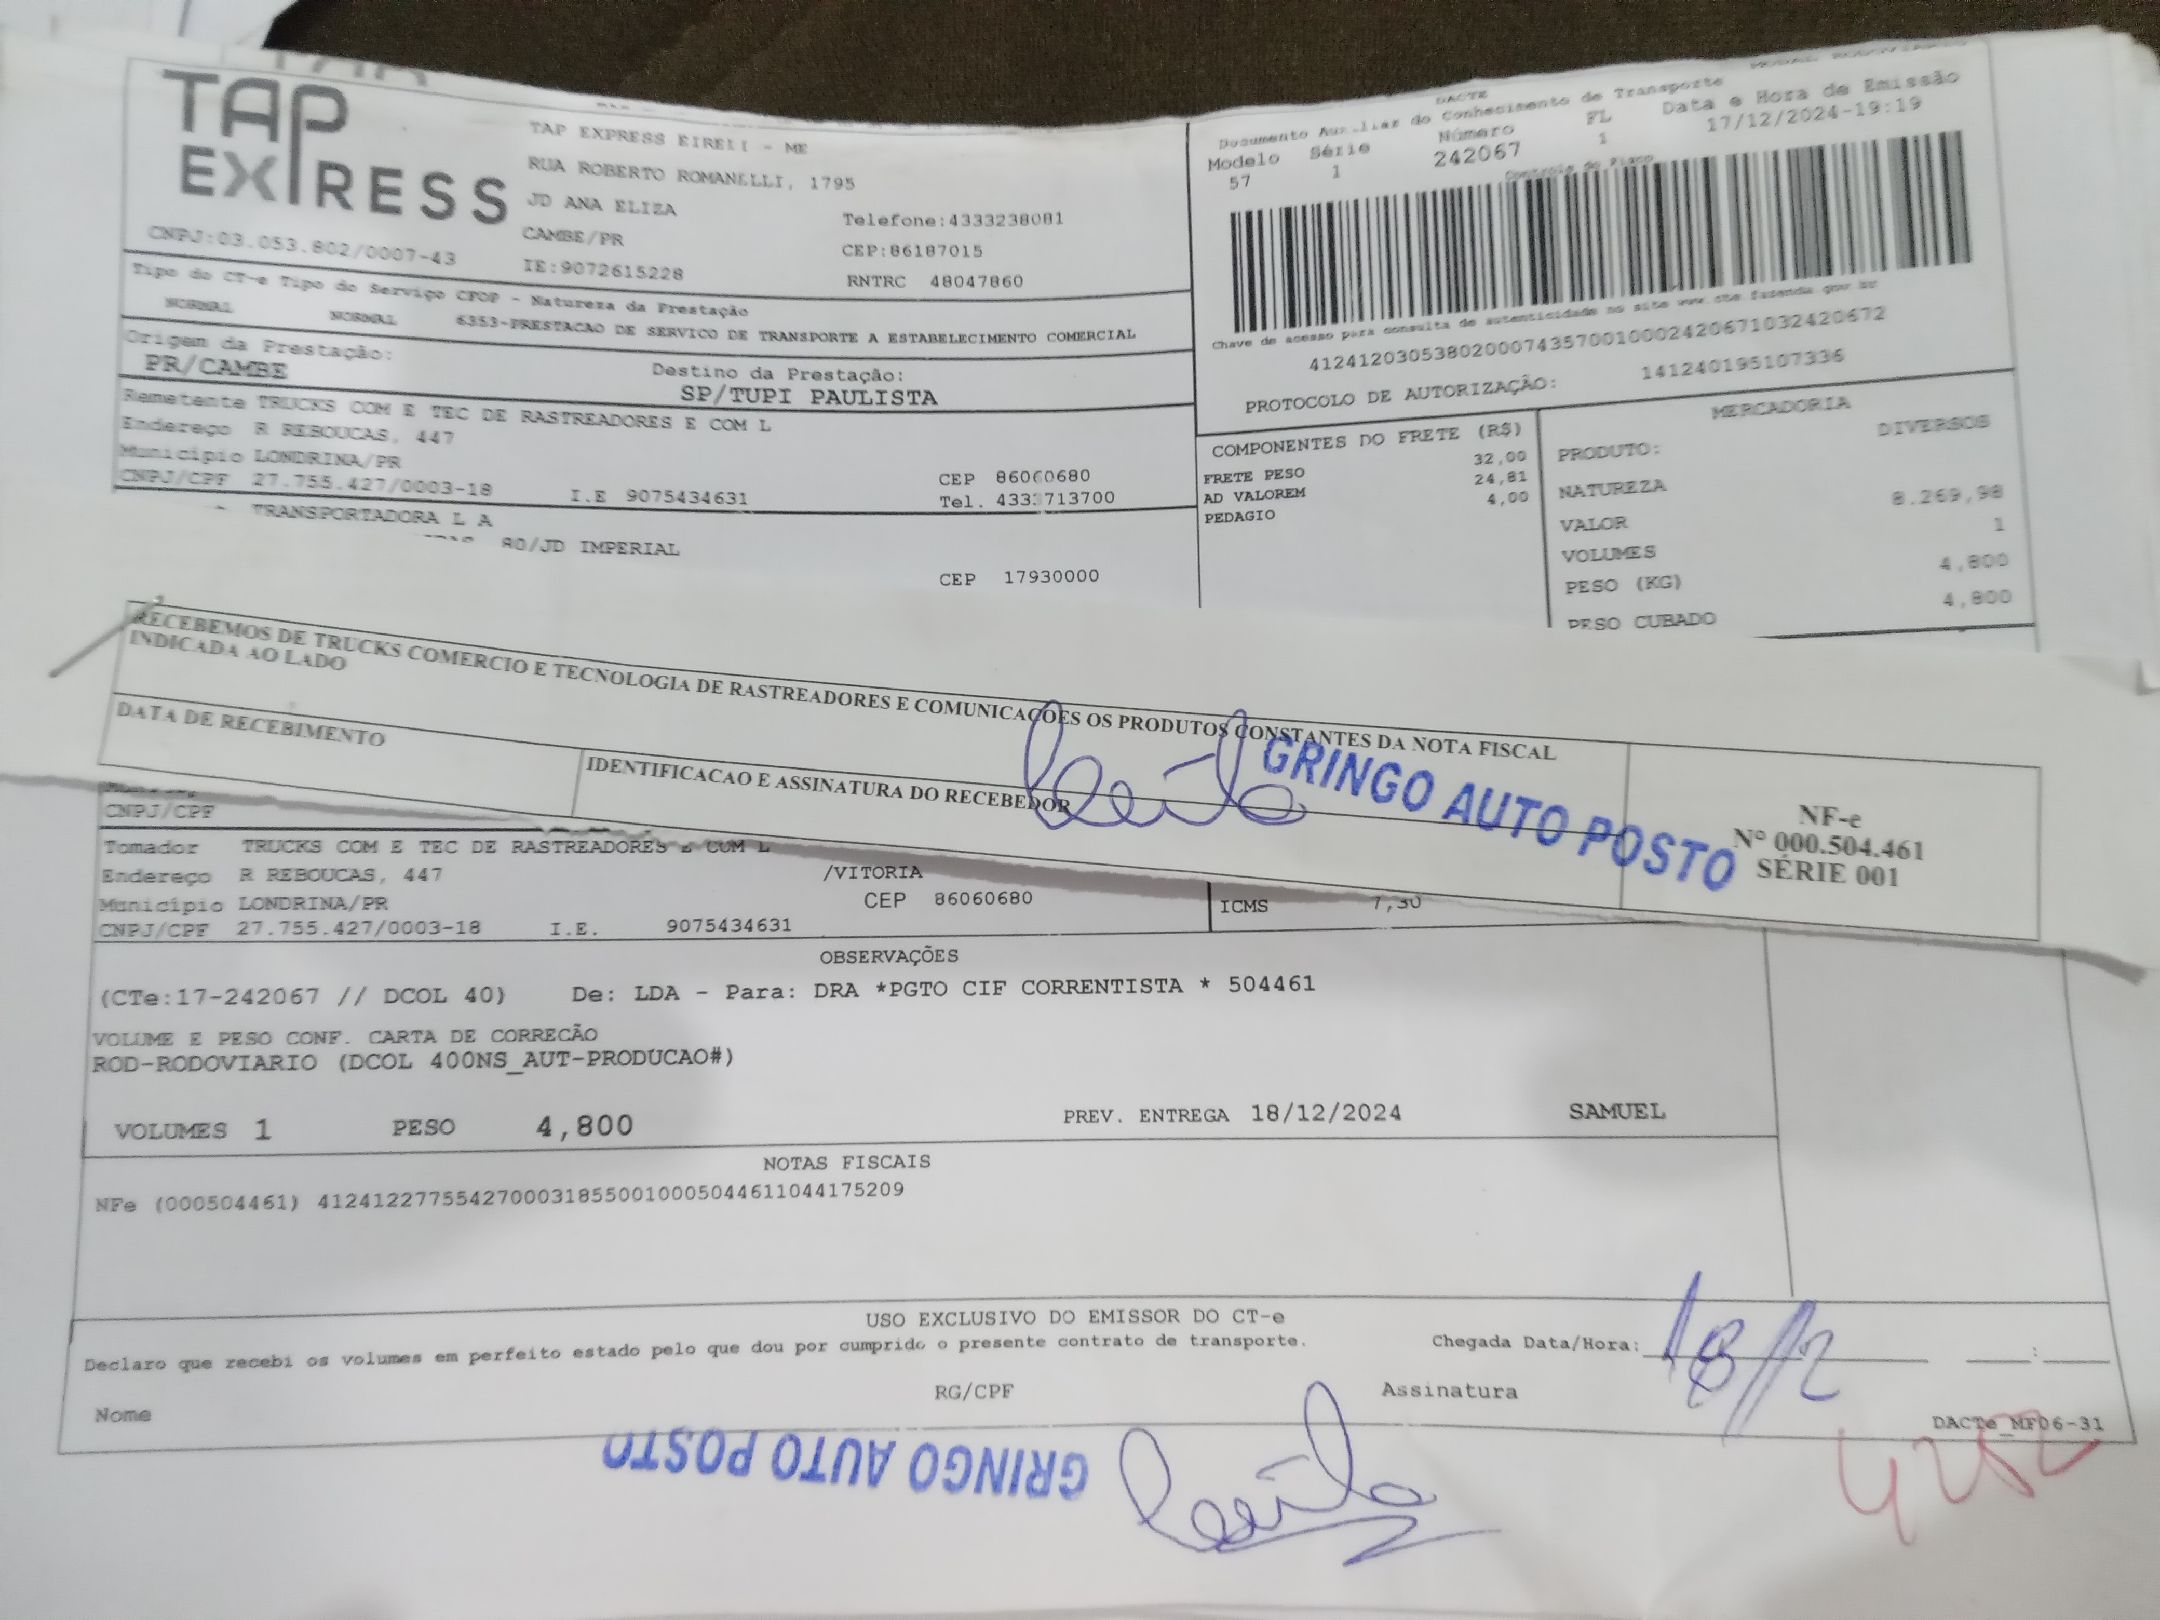 TAP
EXPRESS
CNPJ:03.053.802/0007-43
TAP EXPRESS EIRELI - ME
RUA ROBERTO ROMANELLI, 1795
JD ANA ELIZA
CAMBE/PR
IE:9072615228
Telefone:4333238081
CEP:86187015
RNTRC 48047860
DACTE
Documento Auxiliar do Conhecimento de Transporte
Modelo Série Número FL Data e Hora de Emissão
57 1 242067 1 17/12/2024-19:19
Controle do Fisco
Chave de acesso para consulta de autenticidade no site www.cte.fazenda.gov.br
41241203053802000743570010002420671032420672
PROTOCOLO DE AUTORIZAÇÃO: 141240195107336
Tipo do CT-e Tipo do Serviço CFOP - Natureza da Prestação
NORMAL NORMAL 6353-PRESTACAO DE SERVICO DE TRANSPORTE A ESTABELECIMENTO COMERCIAL
Origem da Prestação: Destino da Prestação:
PR/CAMBE SP/TUPI PAULISTA
Remetente TRUCKS COM E TEC DE RASTREADORES E COM L
Endereço R REBOUCAS, 447
Município LONDRINA/PR CEP 86060680
CNPJ/CPF 27.755.427/0003-18 I.E 9075434631 Tel. 4333713700
TRANSPORTADORA L A
80/JD IMPERIAL
CEP 17930000
COMPONENTES DO FRETE (R$)
FRETE PESO 32,00
AD VALOREM 24,81
PEDAGIO 4,00
MERCADORIA
PRODUTO: DIVERSOS
NATUREZA
VALOR 8.269,98
VOLUMES 1
PESO (KG) 4,800
PESO CUBADO 4,800
RECEBEMOS DE TRUCKS COMERCIO E TECNOLOGIA DE RASTREADORES E COMUNICAÇÕES OS PRODUTOS CONSTANTES DA NOTA FISCAL
INDICADA AO LADO
DATA DE RECEBIMENTO
IDENTIFICACAO E ASSINATURA DO RECEBEDOR
GRINGO AUTO POSTO
NF-e
Nº 000.504.461
SÉRIE 001
CNPJ/CPF
Tomador TRUCKS COM E TEC DE RASTREADORES E COM L
Endereço R REBOUCAS, 447 /VITORIA
Município LONDRINA/PR CEP 86060680
CNPJ/CPF 27.755.427/0003-18 I.E. 9075434631
ICMS 7,30
OBSERVAÇÕES
(CTe:17-242067 // DCOL 40) De: LDA - Para: DRA *PGTO CIF CORRENTISTA * 504461
VOLUME E PESO CONF. CARTA DE CORRECÃO
ROD-RODOVIARIO (DCOL 400NS_AUT-PRODUCAO#)
VOLUMES 1 PESO 4,800 PREV. ENTREGA 18/12/2024 SAMUEL
NOTAS FISCAIS
NFe (000504461) 41241227755427000318550010005044611044175209
USO EXCLUSIVO DO EMISSOR DO CT-e
Declaro que recebi os volumes em perfeito estado pelo que dou por cumprido o presente contrato de transporte.
Chegada Data/Hora: 18/12 :
Nome RG/CPF Assinatura
DACTe_MF06-31
GRINGO AUTO POSTO